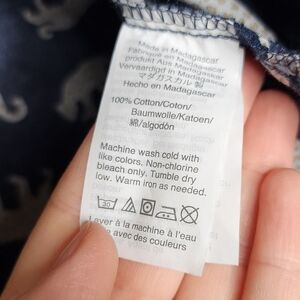 Made in Madagascar
Fabriqué en Madagascar
produkt Aus Madagaskar
Vervaardigd in Madagascar
マダガスカル製
Hecho en Madagascar
100% Cotton/Coton/
Baumwolle/Katoen/
綿/algodón
Machine wash cold with
like colors. Non-chlorine
bleach only. Tumble dry
low. Warm iron as needed.
Laver à la machine à l'eau
avec des couleurs